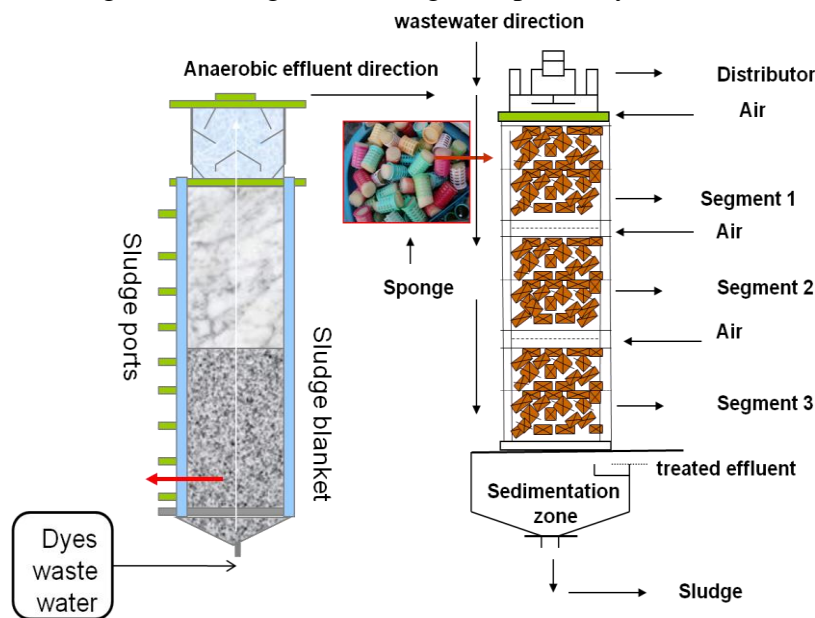 wastewater direction
Anaerobic effluent direction
Distributor
Air
Segment 1
Air
Sponge
Segment 2
Air
Segment 3
Sludge ports
Sludge blanket
treated effluent
Sedimentation
zone
Dyes
waste
water
Sludge